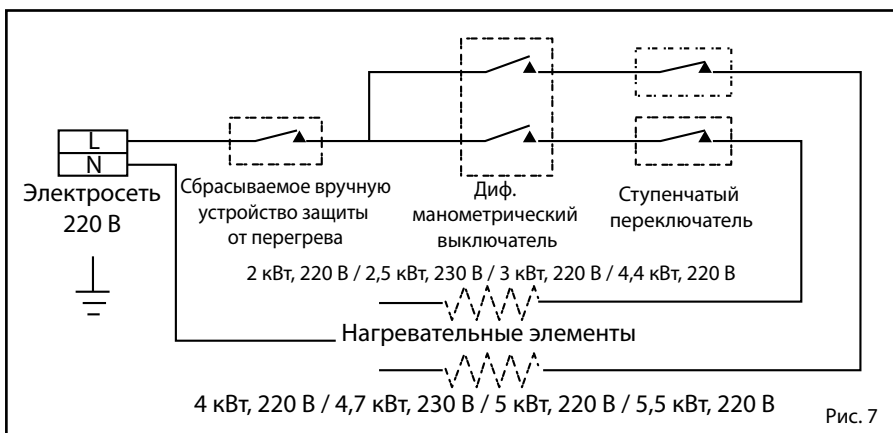 L
N
Электросеть
220 В
Сбрасываемое вручную
устройство защиты
от перегрева
Диф.
манометрический
выключатель
Ступенчатый
переключатель
2 кВт, 220 В / 2,5 кВт, 230 В / 3 кВт, 220 В / 4,4 кВт, 220 В
Нагревательные элементы
4 кВт, 220 В / 4,7 кВт, 230 В / 5 кВт, 220 В / 5,5 кВт, 220 В
Рис. 7